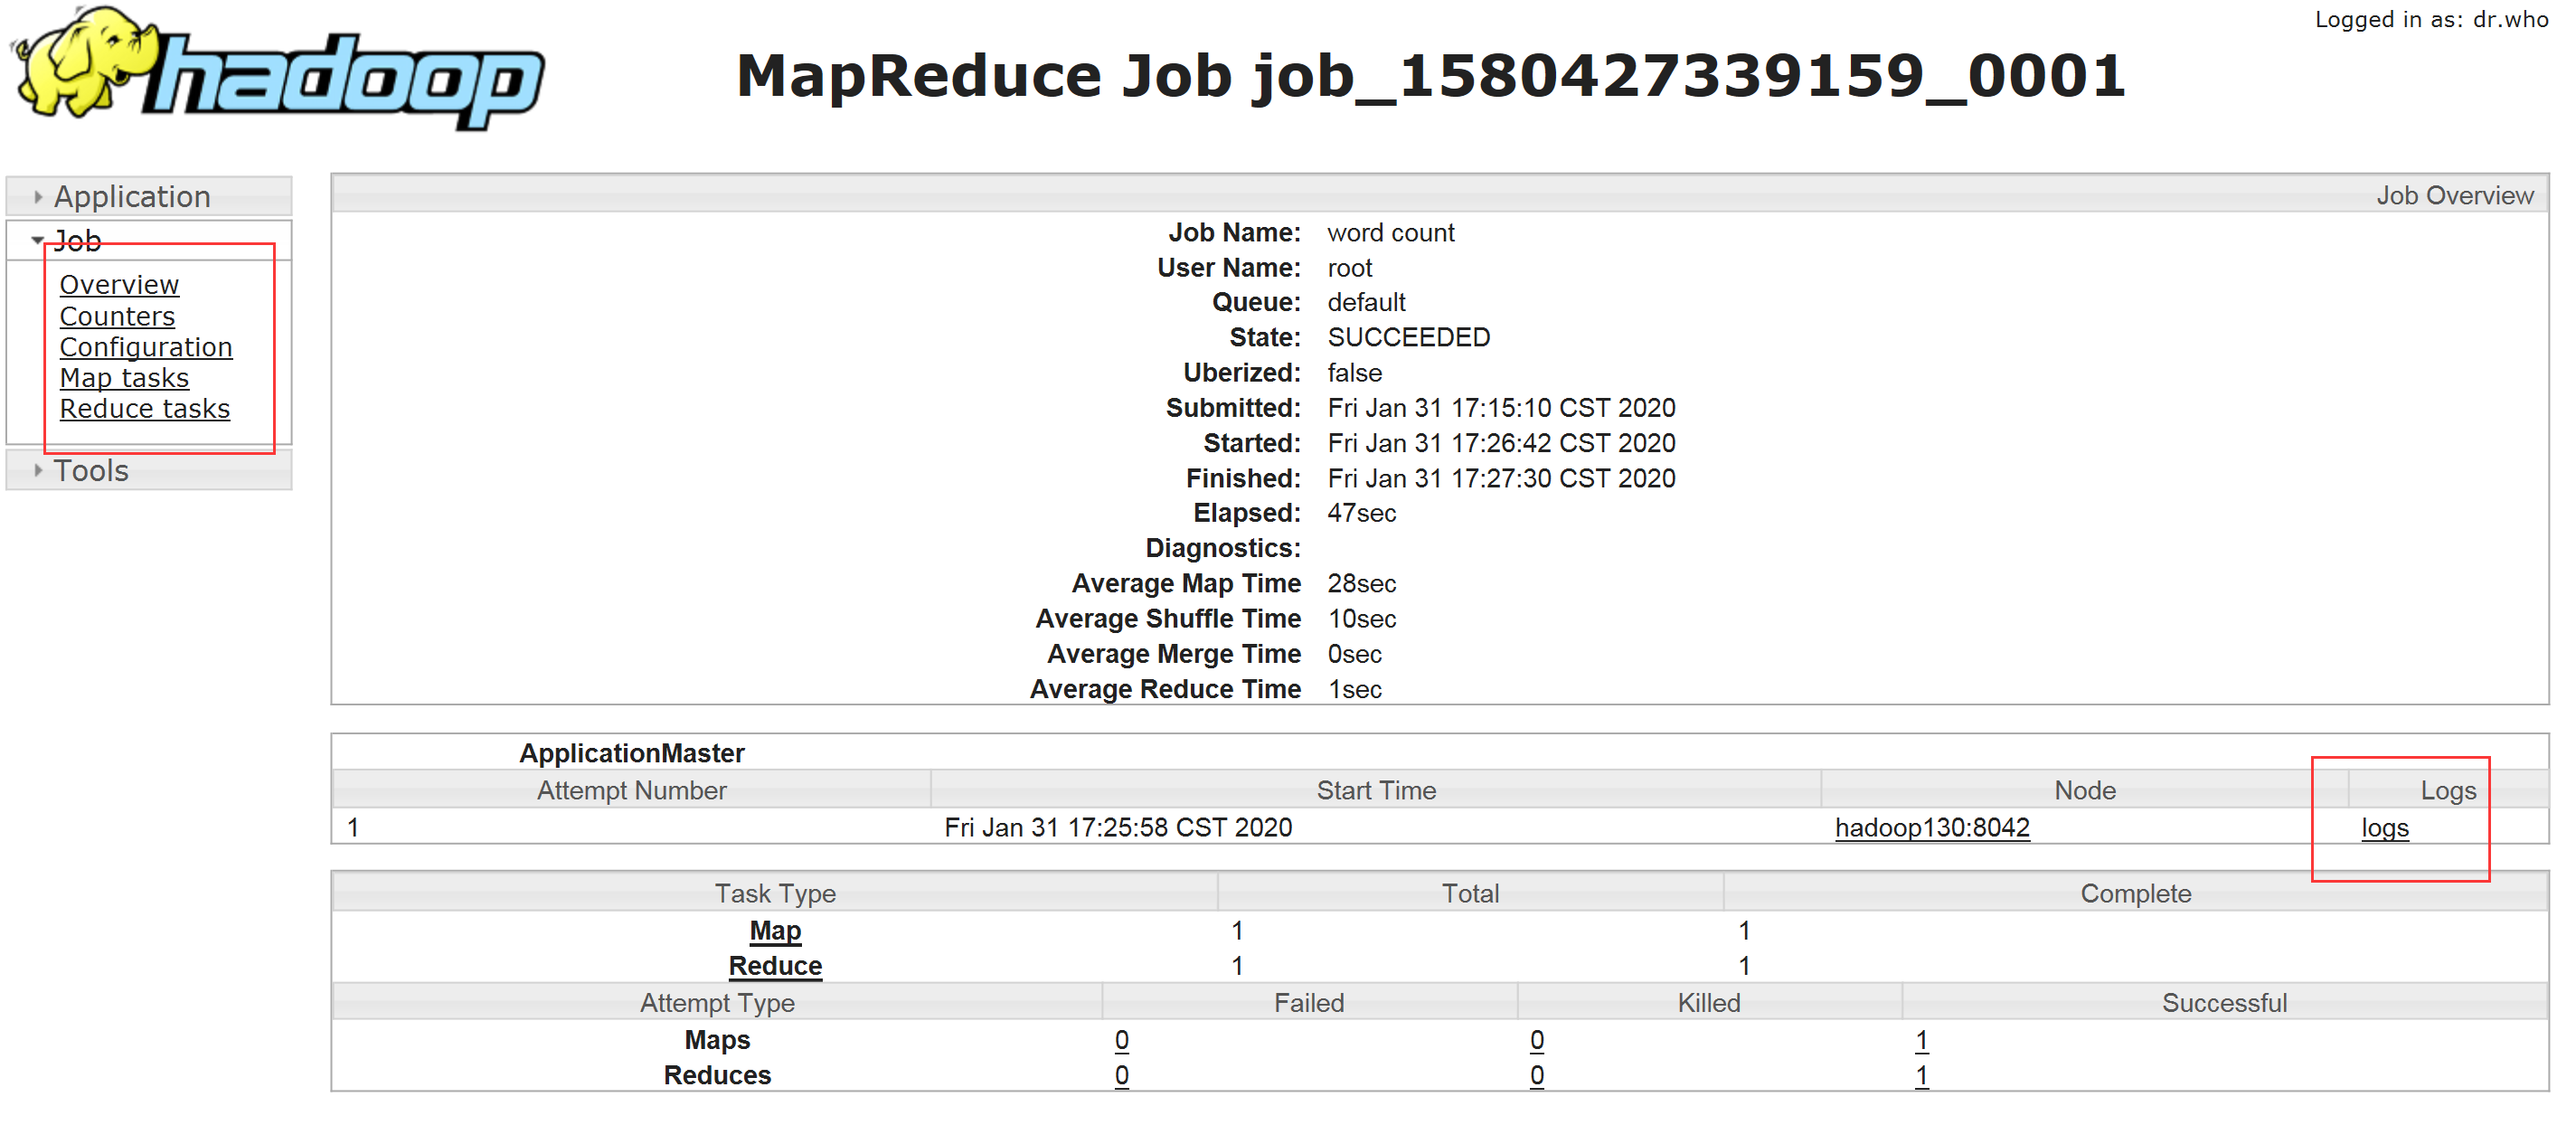 Logged in as: dr.who
hadoop
MapReduce Job job_1580427339159_0001
Application
Job
Overview
Counters
Configuration
Map tasks
Reduce tasks
Tools
Job Overview
Job Name: word count
User Name: root
Queue: default
State: SUCCEEDED
Uberized: false
Submitted: Fri Jan 31 17:15:10 CST 2020
Started: Fri Jan 31 17:26:42 CST 2020
Finished: Fri Jan 31 17:27:30 CST 2020
Elapsed: 47sec
Diagnostics:
Average Map Time 28sec
Average Shuffle Time 10sec
Average Merge Time 0sec
Average Reduce Time 1sec
ApplicationMaster
Attempt Number Start Time Node Logs
1 Fri Jan 31 17:25:58 CST 2020 hadoop130:8042 logs
Task Type Total Complete
Map 1 1
Reduce 1 1
Attempt Type Failed Killed Successful
Maps 0 0 1
Reduces 0 0 1